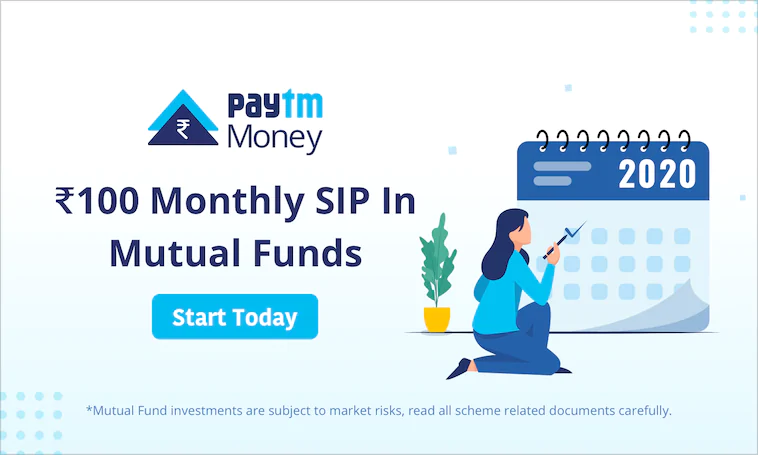 paytm
Money
₹
₹100 Monthly SIP In
Mutual Funds
Start Today
2020
*Mutual Fund investments are subject to market risks, read all scheme related documents carefully.